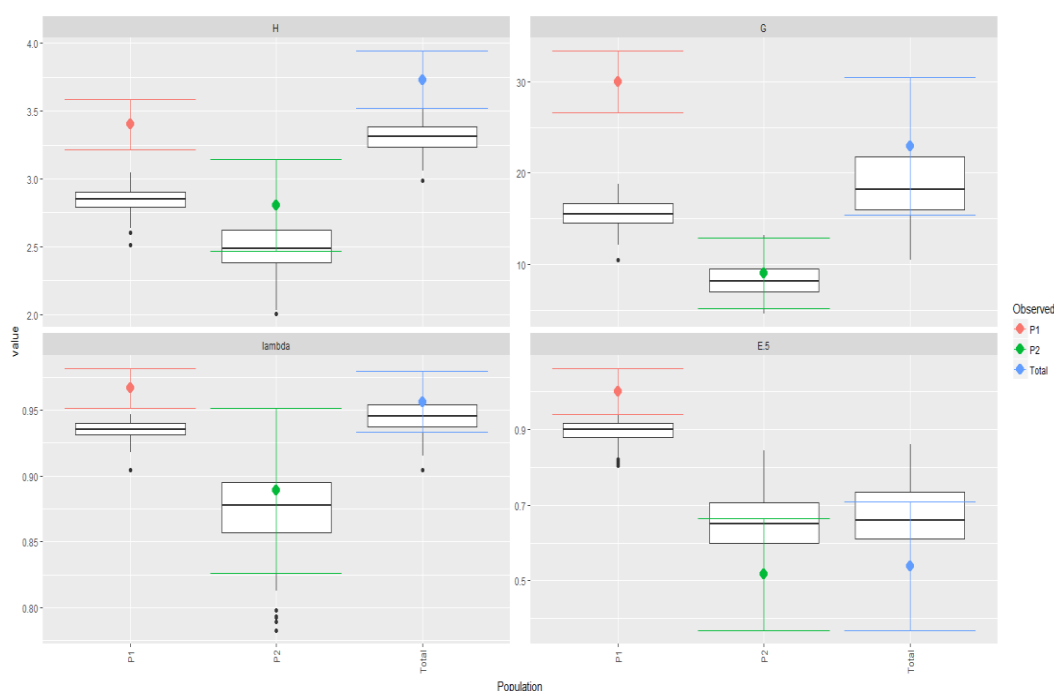 H
G
4.0
3.5
3.0
2.5
2.0
30
20
10
lambda
E.5
0.95
0.90
0.85
0.80
0.9
0.7
0.5
value
P1
P2
Total
P1
P2
Total
Population
Observed
P1
P2
Total